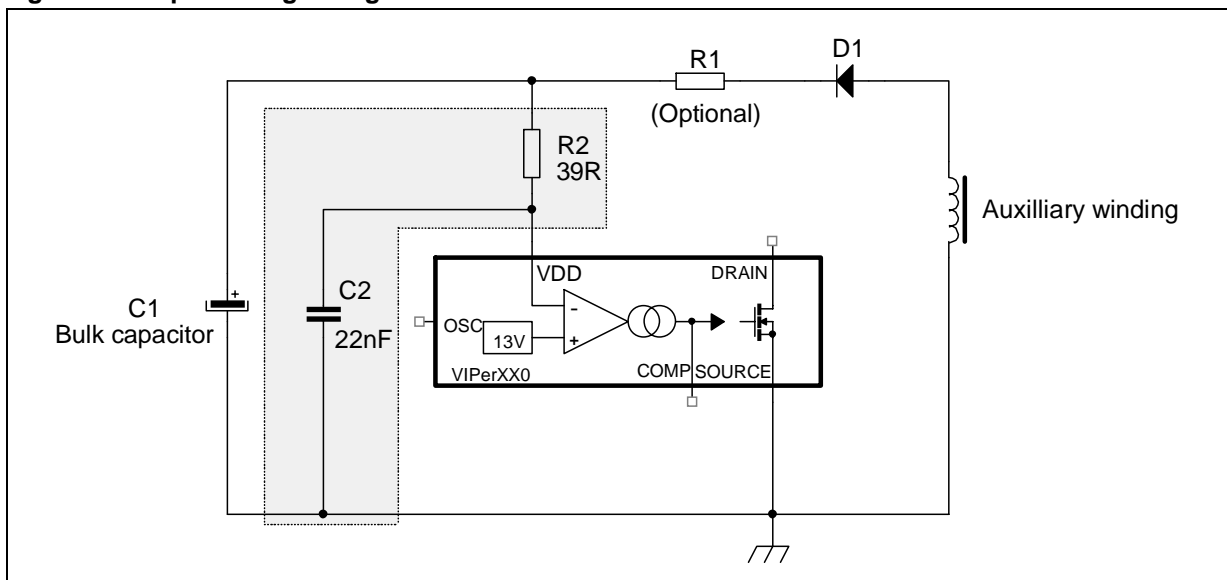 D1
R1
(Optional)
R2
39R
Auxilliary winding
VDD
DRAIN
C1
Bulk capacitor
+
C2
22nF
OSC
13V
-
+
COMP
SOURCE
VIPerXX0